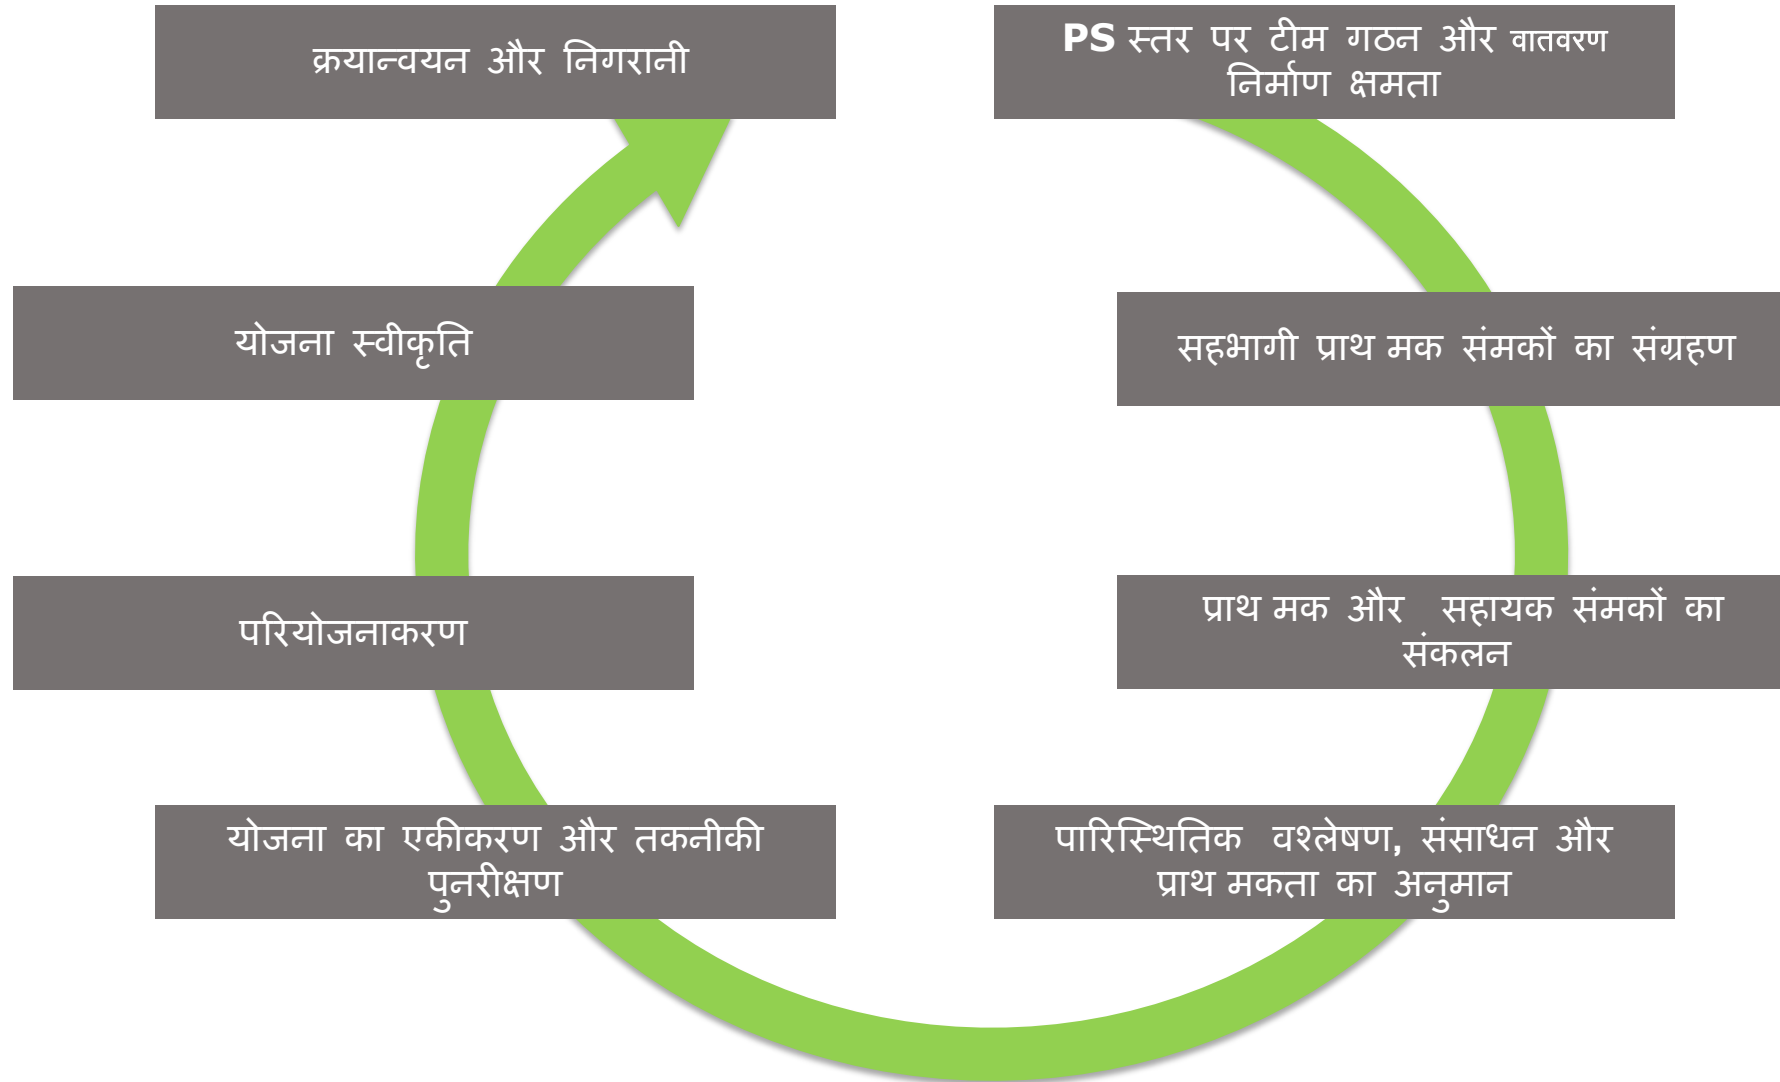 PS स्तर पर टीम गठन और वातवरण
निर्माण क्षमता
सहभागी प्राथ मक संमकों का संग्रहण
प्राथ मक और सहायक संमकों का
संकलन
पारिस्थितिक वश्लेषण, संसाधन और
प्राथ मकता का अनुमान
योजना का एकीकरण और तकनीकी
पुनरीक्षण
परियोजनाकरण
योजना स्वीकृति
क्रयान्वयन और निगरानी